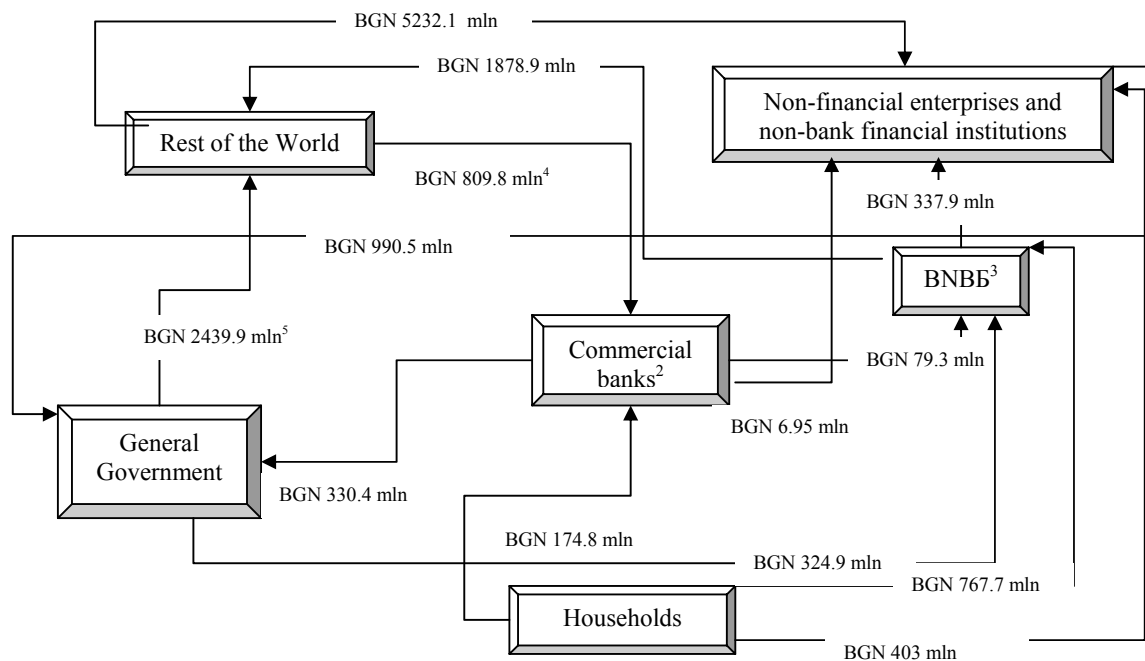 BGN 5232.1 mln
BGN 1878.9 mln
Non-financial enterprises and
non-bank financial institutions
Rest of the World
BGN 809.8 mln⁴
BGN 337.9 mln
BGN 990.5 mln
BNBБ³
BGN 2439.9 mln⁵
Commercial
banks²
BGN 79.3 mln
General
Government
BGN 6.95 mln
BGN 330.4 mln
BGN 174.8 mln
BGN 324.9 mln
BGN 767.7 mln
Households
BGN 403 mln